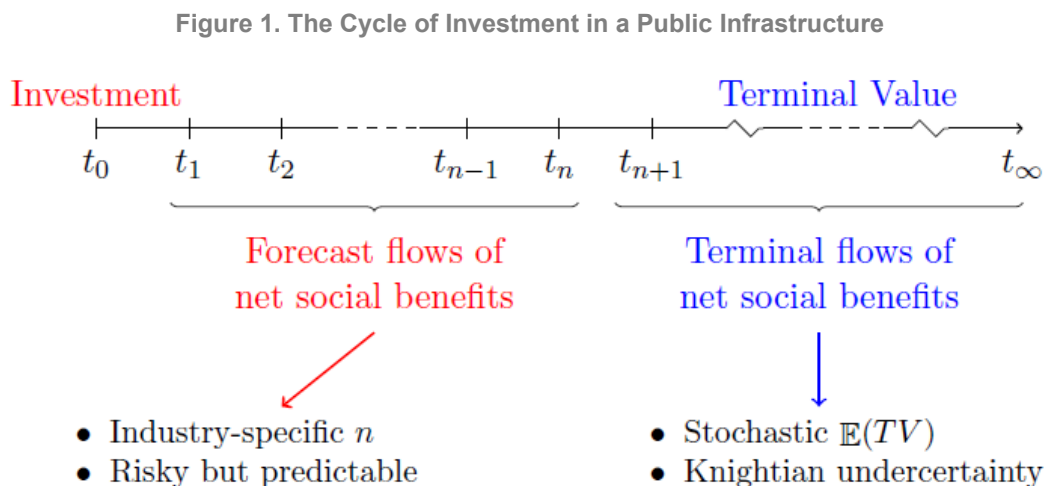 Figure 1. The Cycle of Investment in a Public Infrastructure
Investment
Terminal Value
t₀ t₁ t₂ tₙ₋₁ tₙ tₙ₊₁ t∞
Forecast flows of
net social benefits
Terminal flows of
net social benefits
• Industry-specific n
• Risky but predictable
• Stochastic 𝔼(TV)
• Knightian undercertainty